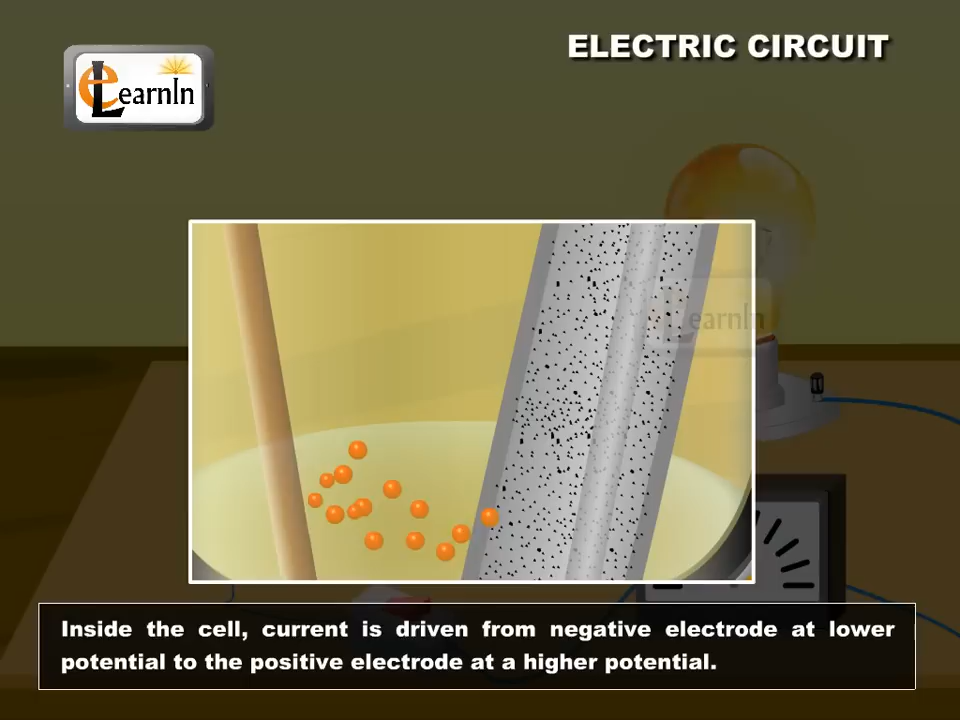 ELECTRIC CIRCUIT
eLearnIn
earnIn
Inside the cell, current is driven from negative electrode at lower
potential to the positive electrode at a higher potential.